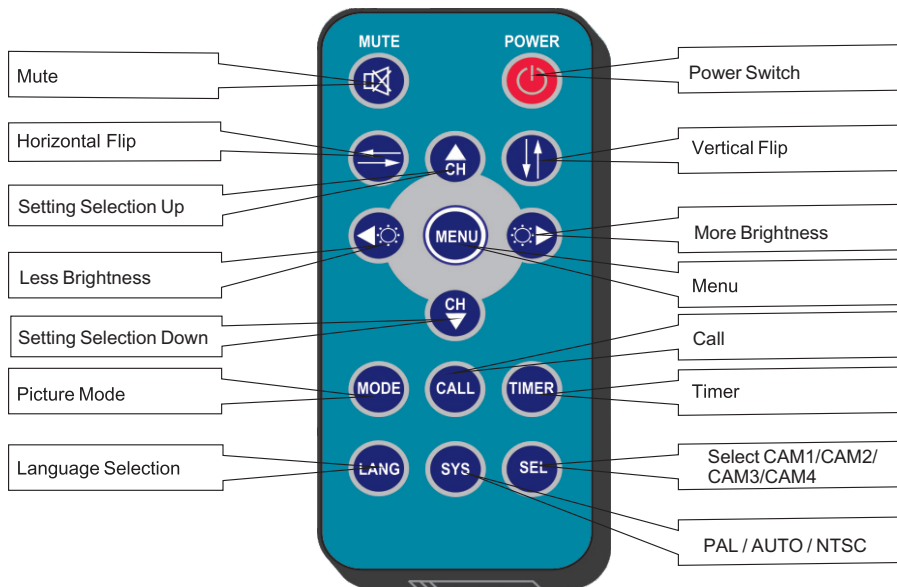 MUTE
POWER
Mute
Power Switch
Horizontal Flip
Vertical Flip
CH
Setting Selection Up
MENU
More Brightness
Less Brightness
Menu
CH
Setting Selection Down
Call
MODE
CALL
TIMER
Picture Mode
Timer
Language Selection
LANG
SYS
SEL
Select CAM1/CAM2/
CAM3/CAM4
PAL / AUTO / NTSC